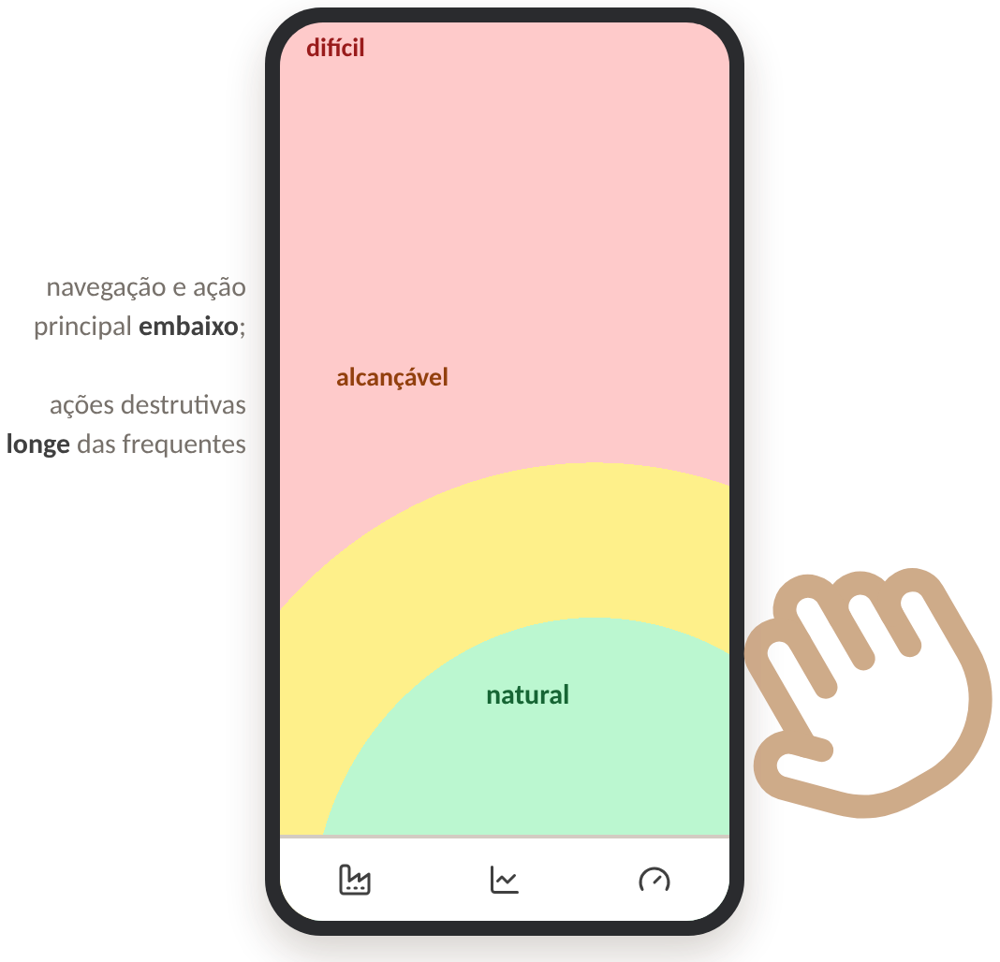 difícil
navegação e ação
principal embaixo;
alcançável
ações destrutivas
longe das frequentes
natural